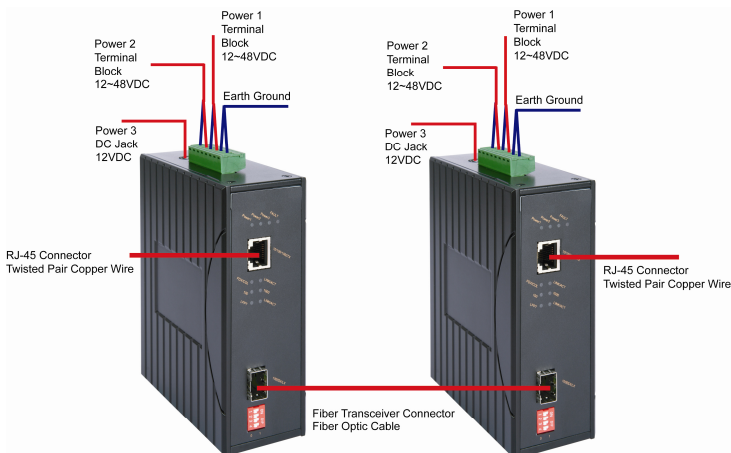 Power 1
Terminal
Block
12~48VDC
Power 2
Terminal
Block
12~48VDC
Earth Ground
Power 3
DC Jack
12VDC
RJ-45 Connector
Twisted Pair Copper Wire
Power 1
Terminal
Block
12~48VDC
Power 2
Terminal
Block
12~48VDC
Earth Ground
Power 3
DC Jack
12VDC
RJ-45 Connector
Twisted Pair Copper Wire
Fiber Transceiver Connector
Fiber Optic Cable